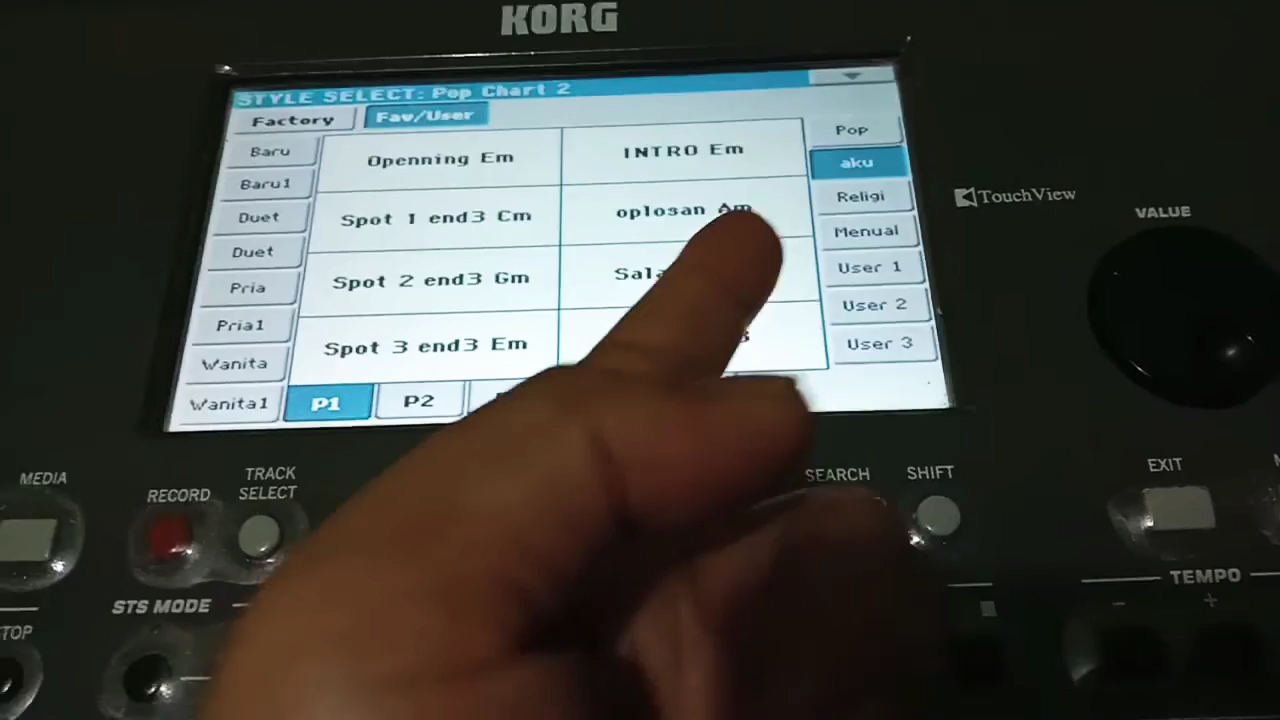 KORG
STYLE SELECT: Pop Chart 2
Factory Fav/User
Baru
Baru1
Duet
Duet
Pria
Pria1
Wanita
Wanita1
Openning Em
INTRO Em
Spot 1 end3 Cm
oplosan Am
Spot 2 end3 Gm
Spot 3 end3 Em
Pop
aku
Religi
Menual
User 1
User 2
User 3
P1 P2
TouchView
VALUE
MEDIA
RECORD
TRACK
SELECT
SEARCH
SHIFT
EXIT
STS MODE
TEMPO
- +